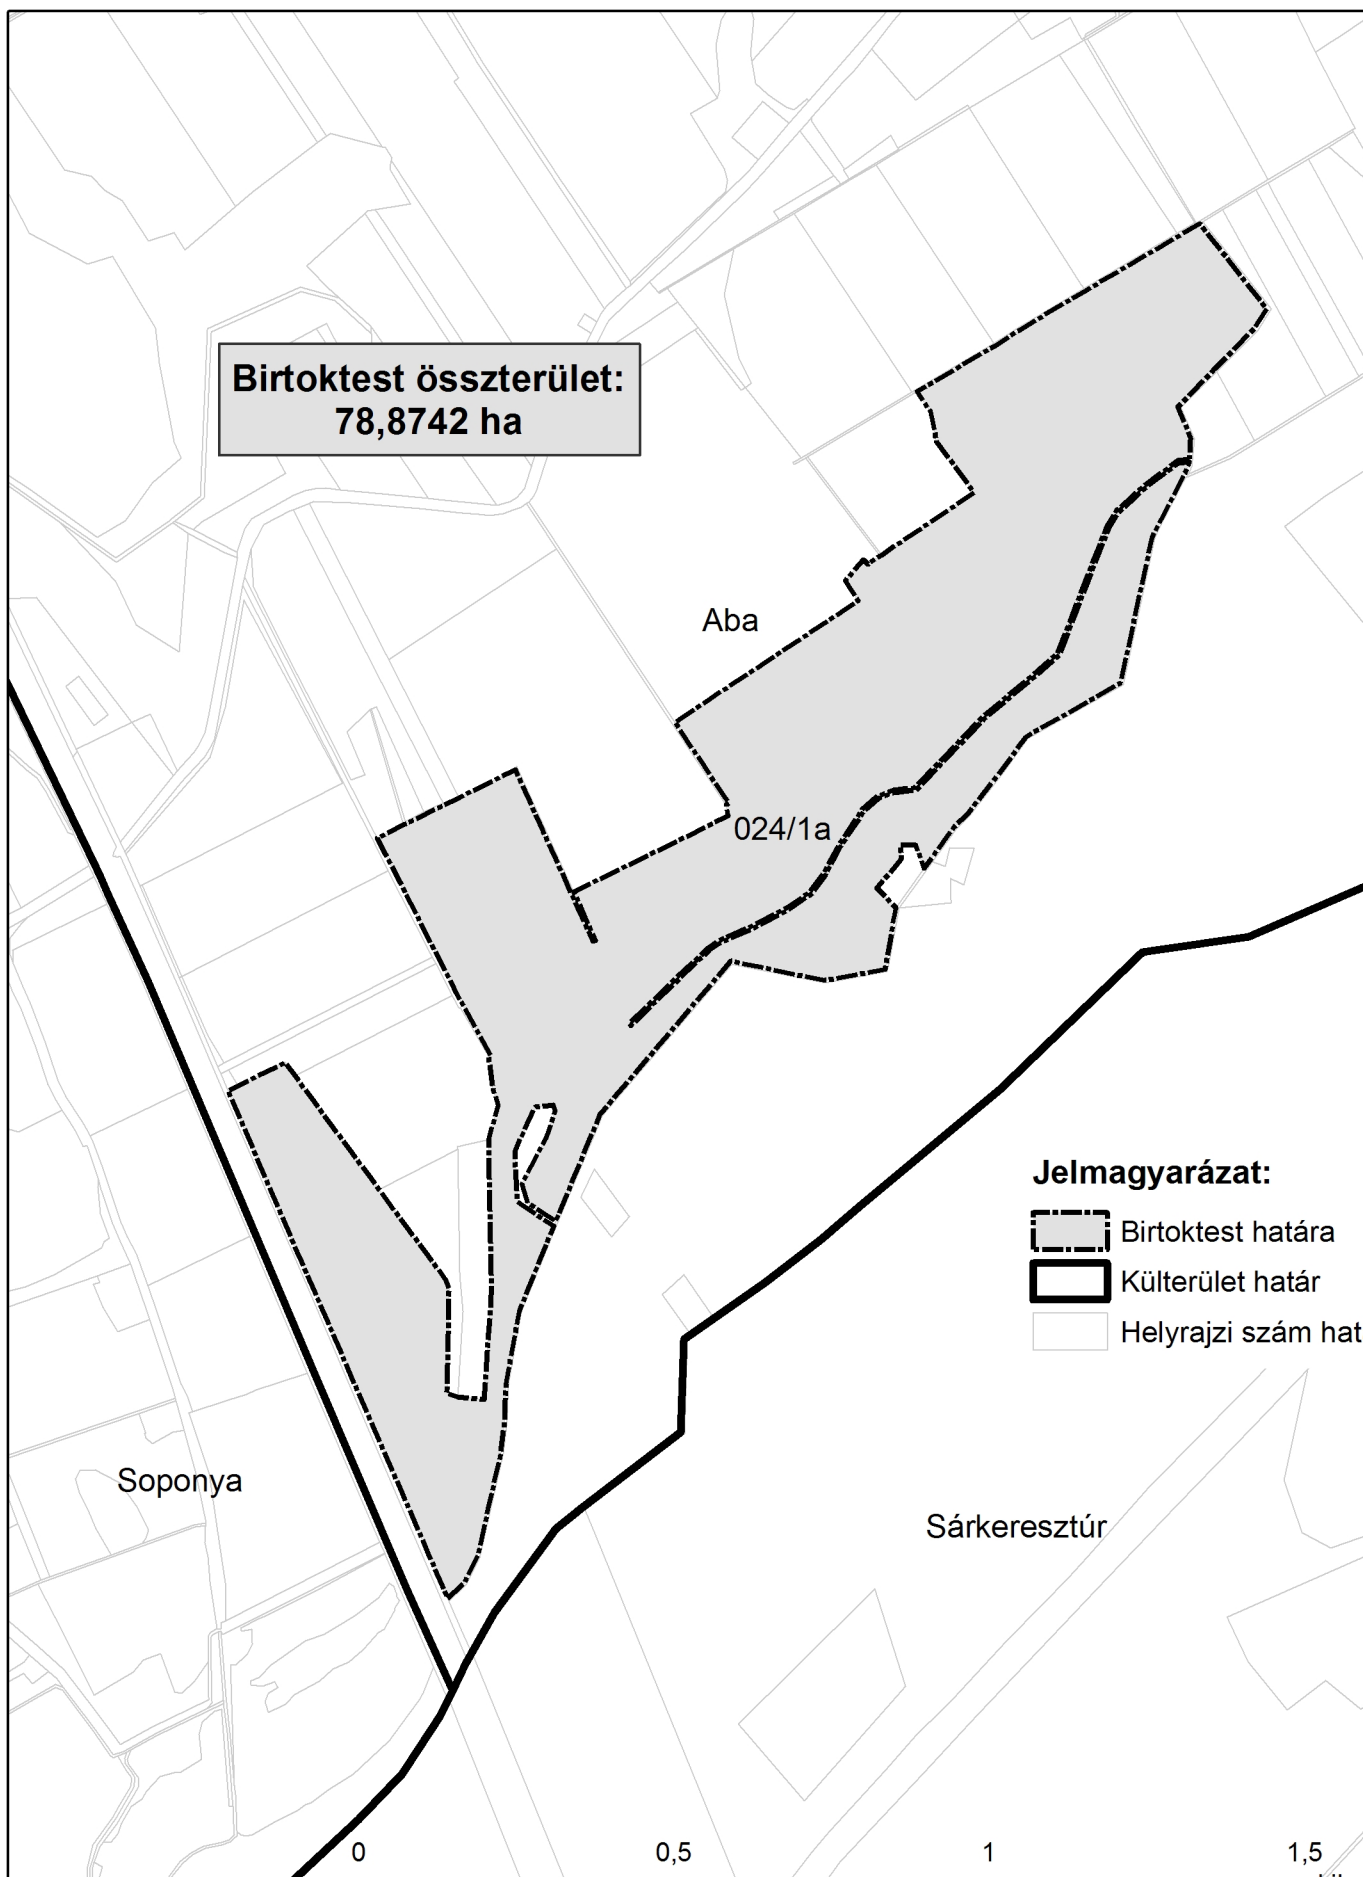 Birtoktest összterület:
78,8742 ha
Aba
024/1a
Jelmagyarázat:
Birtoktest határa
Külterület határ
Helyrajzi szám hat
Soponya
Sárkeresztúr
0 0,5 1 1,5